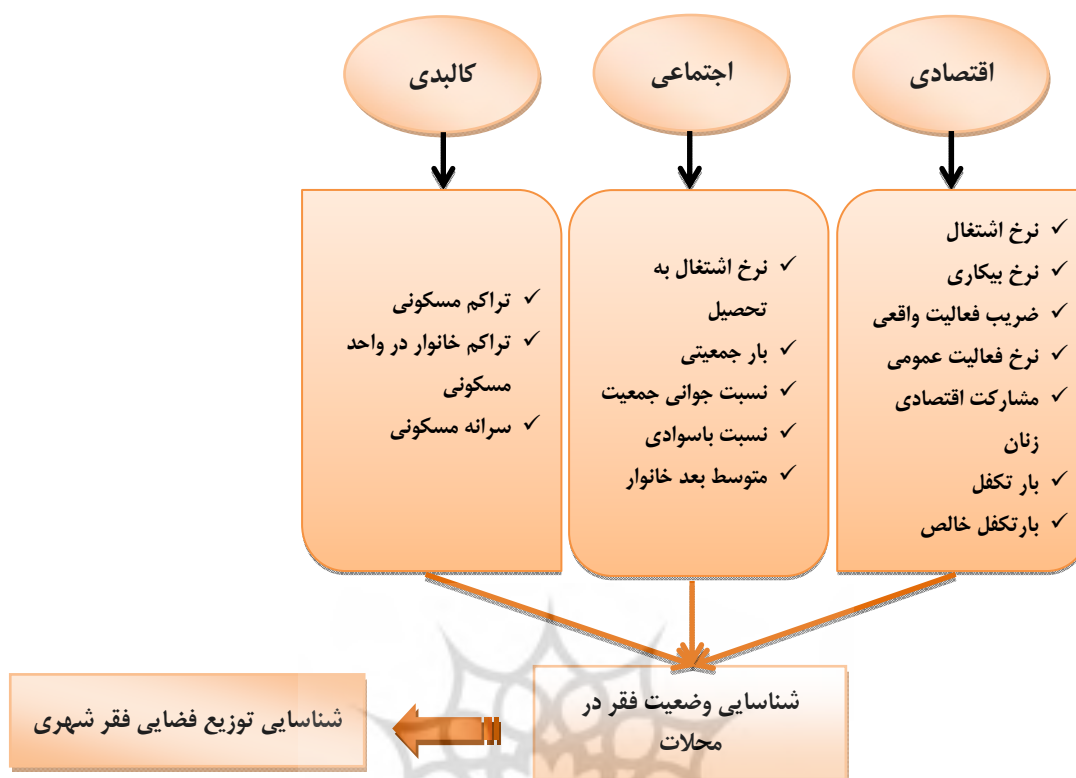 اقتصادی
اجتماعی
کالبدی
✓ نرخ اشتغال
✓ نرخ بیکاری
✓ ضریب فعالیت واقعی
✓ نرخ فعالیت عمومی
✓ مشارکت اقتصادی
زنان
✓ بار تکفل
✓ بارتکفل خالص
✓ نرخ اشتغال به
تحصیل
✓ بار جمعیتی
✓ نسبت جوانی جمعیت
✓ نسبت باسوادی
✓ متوسط بعد خانوار
✓ تراکم مسکونی
✓ تراکم خانوار در واحد
مسکونی
✓ سرانه مسکونی
شناسایی وضعیت فقر در
محلات
شناسایی توزیع فضایی فقر شهری